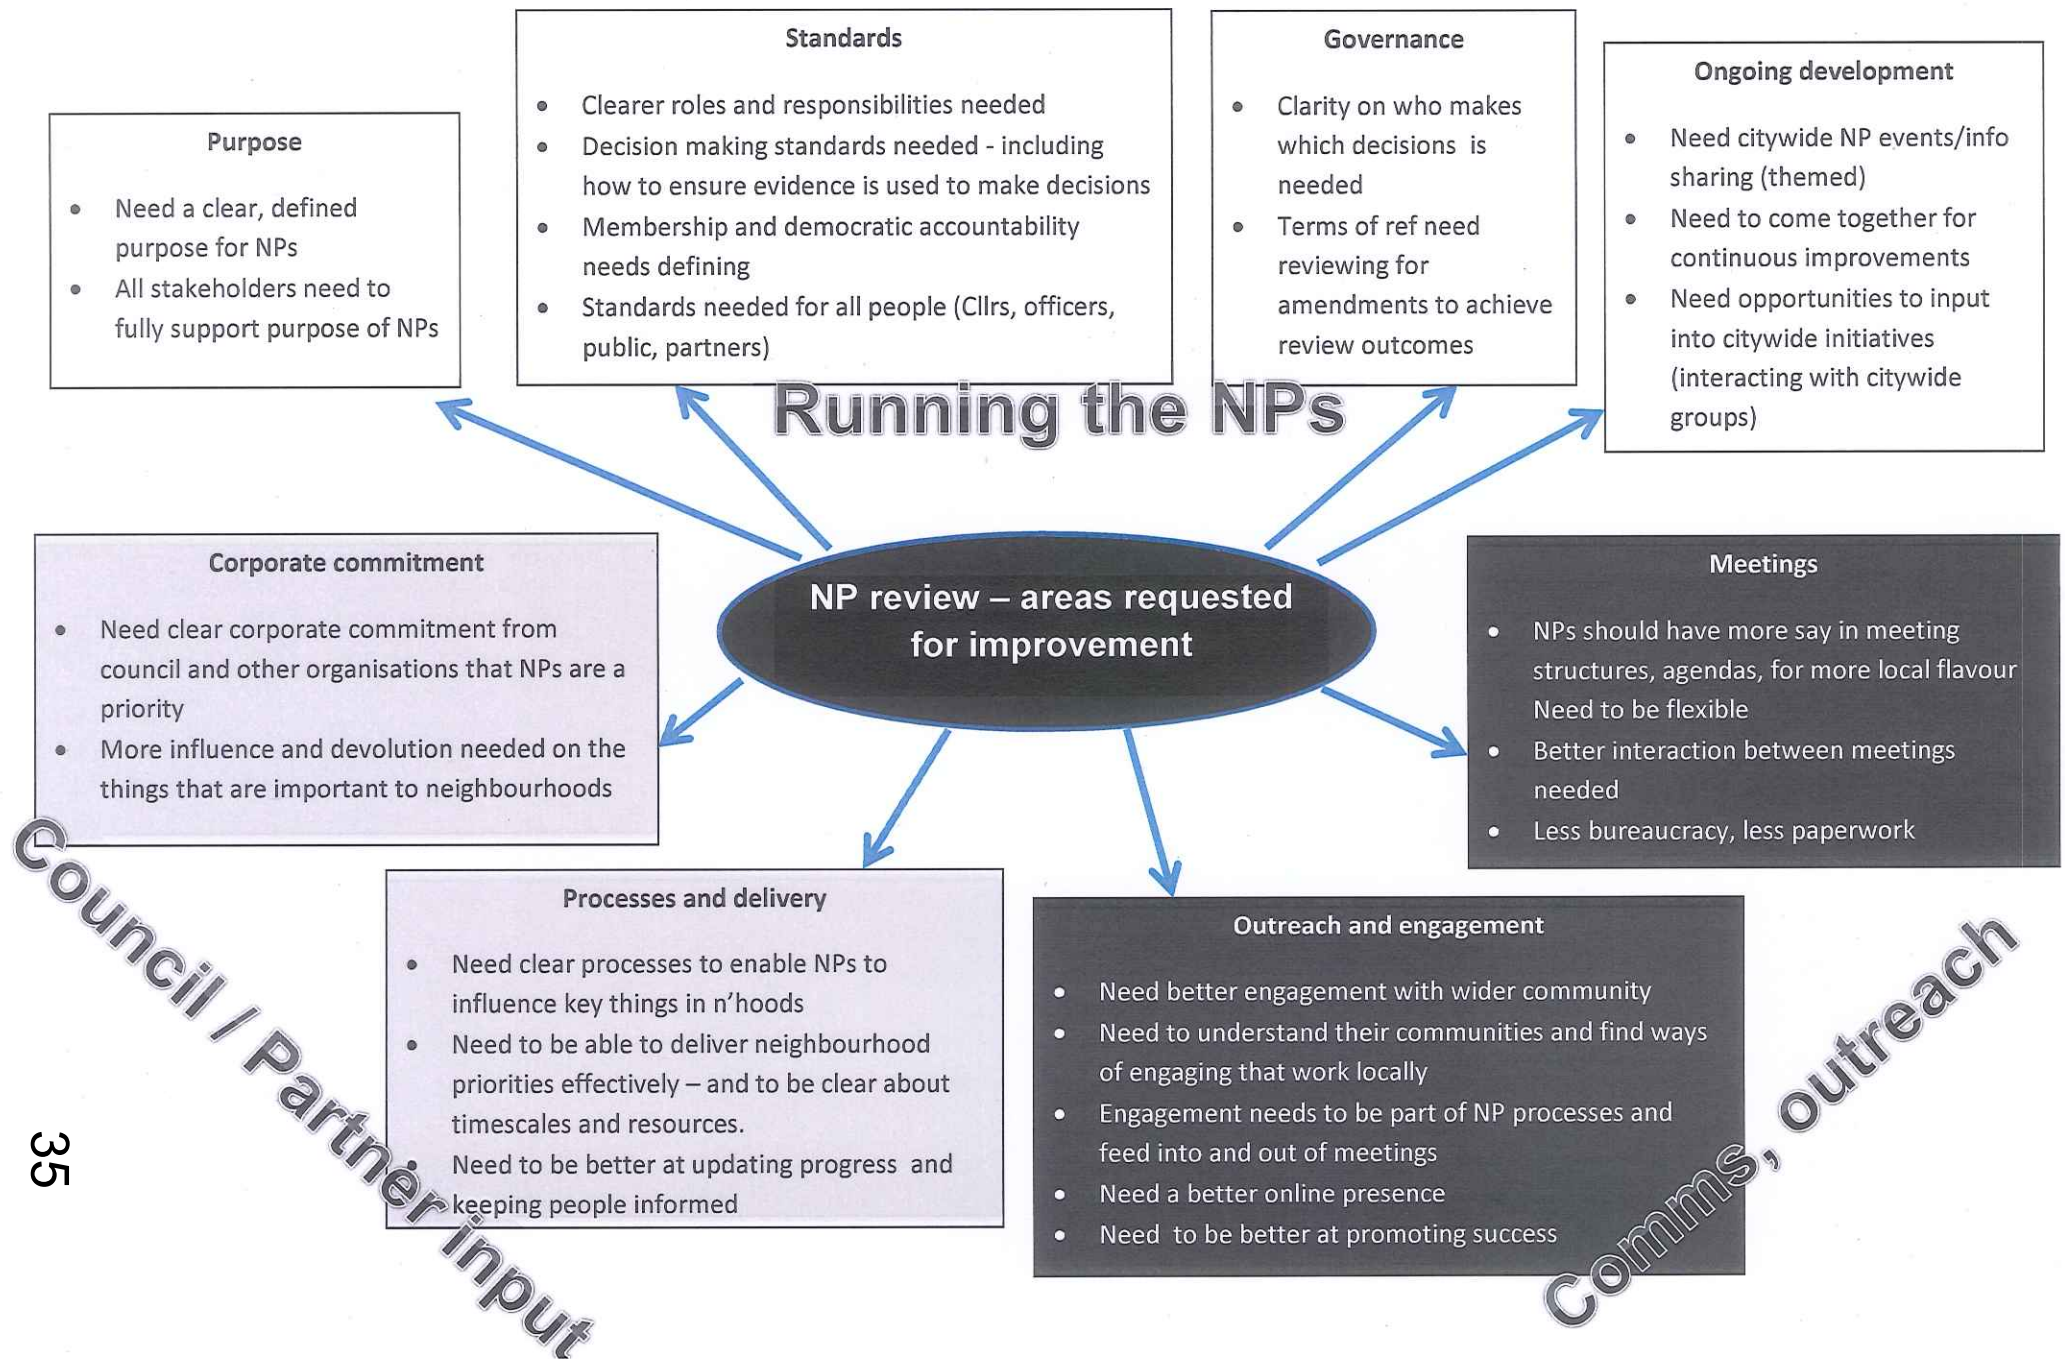 Purpose
• Need a clear, defined
purpose for NPs
• All stakeholders need to
fully support purpose of NPs
Standards
• Clearer roles and responsibilities needed
• Decision making standards needed - including
how to ensure evidence is used to make decisions
• Membership and democratic accountability
needs defining
• Standards needed for all people (Cllrs, officers,
public, partners)
Governance
• Clarity on who makes
which decisions is
needed
• Terms of ref need
reviewing for
amendments to achieve
review outcomes
Ongoing development
• Need citywide NP events/info
sharing (themed)
• Need to come together for
continuous improvements
• Need opportunities to input
into citywide initiatives
(interacting with citywide
groups)
Running the NPs
NP review – areas requested
for improvement
Corporate commitment
• Need clear corporate commitment from
council and other organisations that NPs are a
priority
• More influence and devolution needed on the
things that are important to neighbourhoods
Meetings
• NPs should have more say in meeting
structures, agendas, for more local flavour
Need to be flexible
• Better interaction between meetings
needed
• Less bureaucracy, less paperwork
Processes and delivery
• Need clear processes to enable NPs to
influence key things in n'hoods
• Need to be able to deliver neighbourhood
priorities effectively – and to be clear about
timescales and resources.
• Need to be better at updating progress and
keeping people informed
Outreach and engagement
• Need better engagement with wider community
• Need to understand their communities and find ways
of engaging that work locally
• Engagement needs to be part of NP processes and
feed into and out of meetings
• Need a better online presence
• Need to be better at promoting success
Council / Partner input
Comms, outreach
35